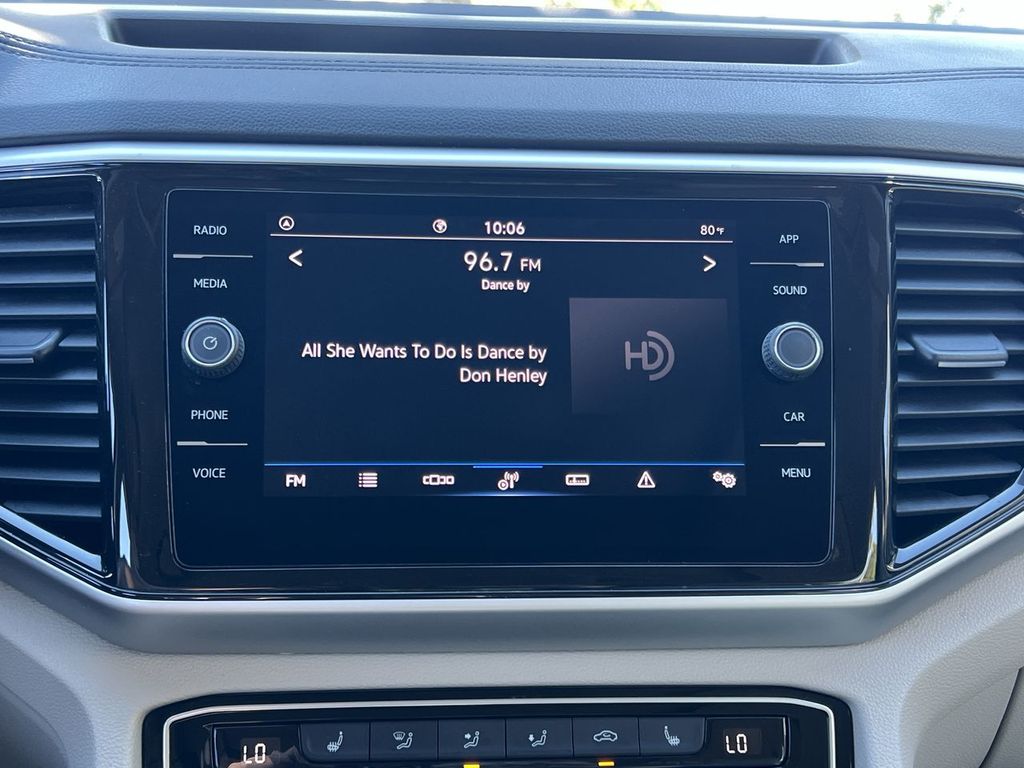 RADIO
MEDIA
PHONE
VOICE
10:06
80°F
< 96.7 FM >
Dance by
All She Wants To Do Is Dance by
Don Henley
HD
FM
APP
SOUND
CAR
MENU
LO
LO